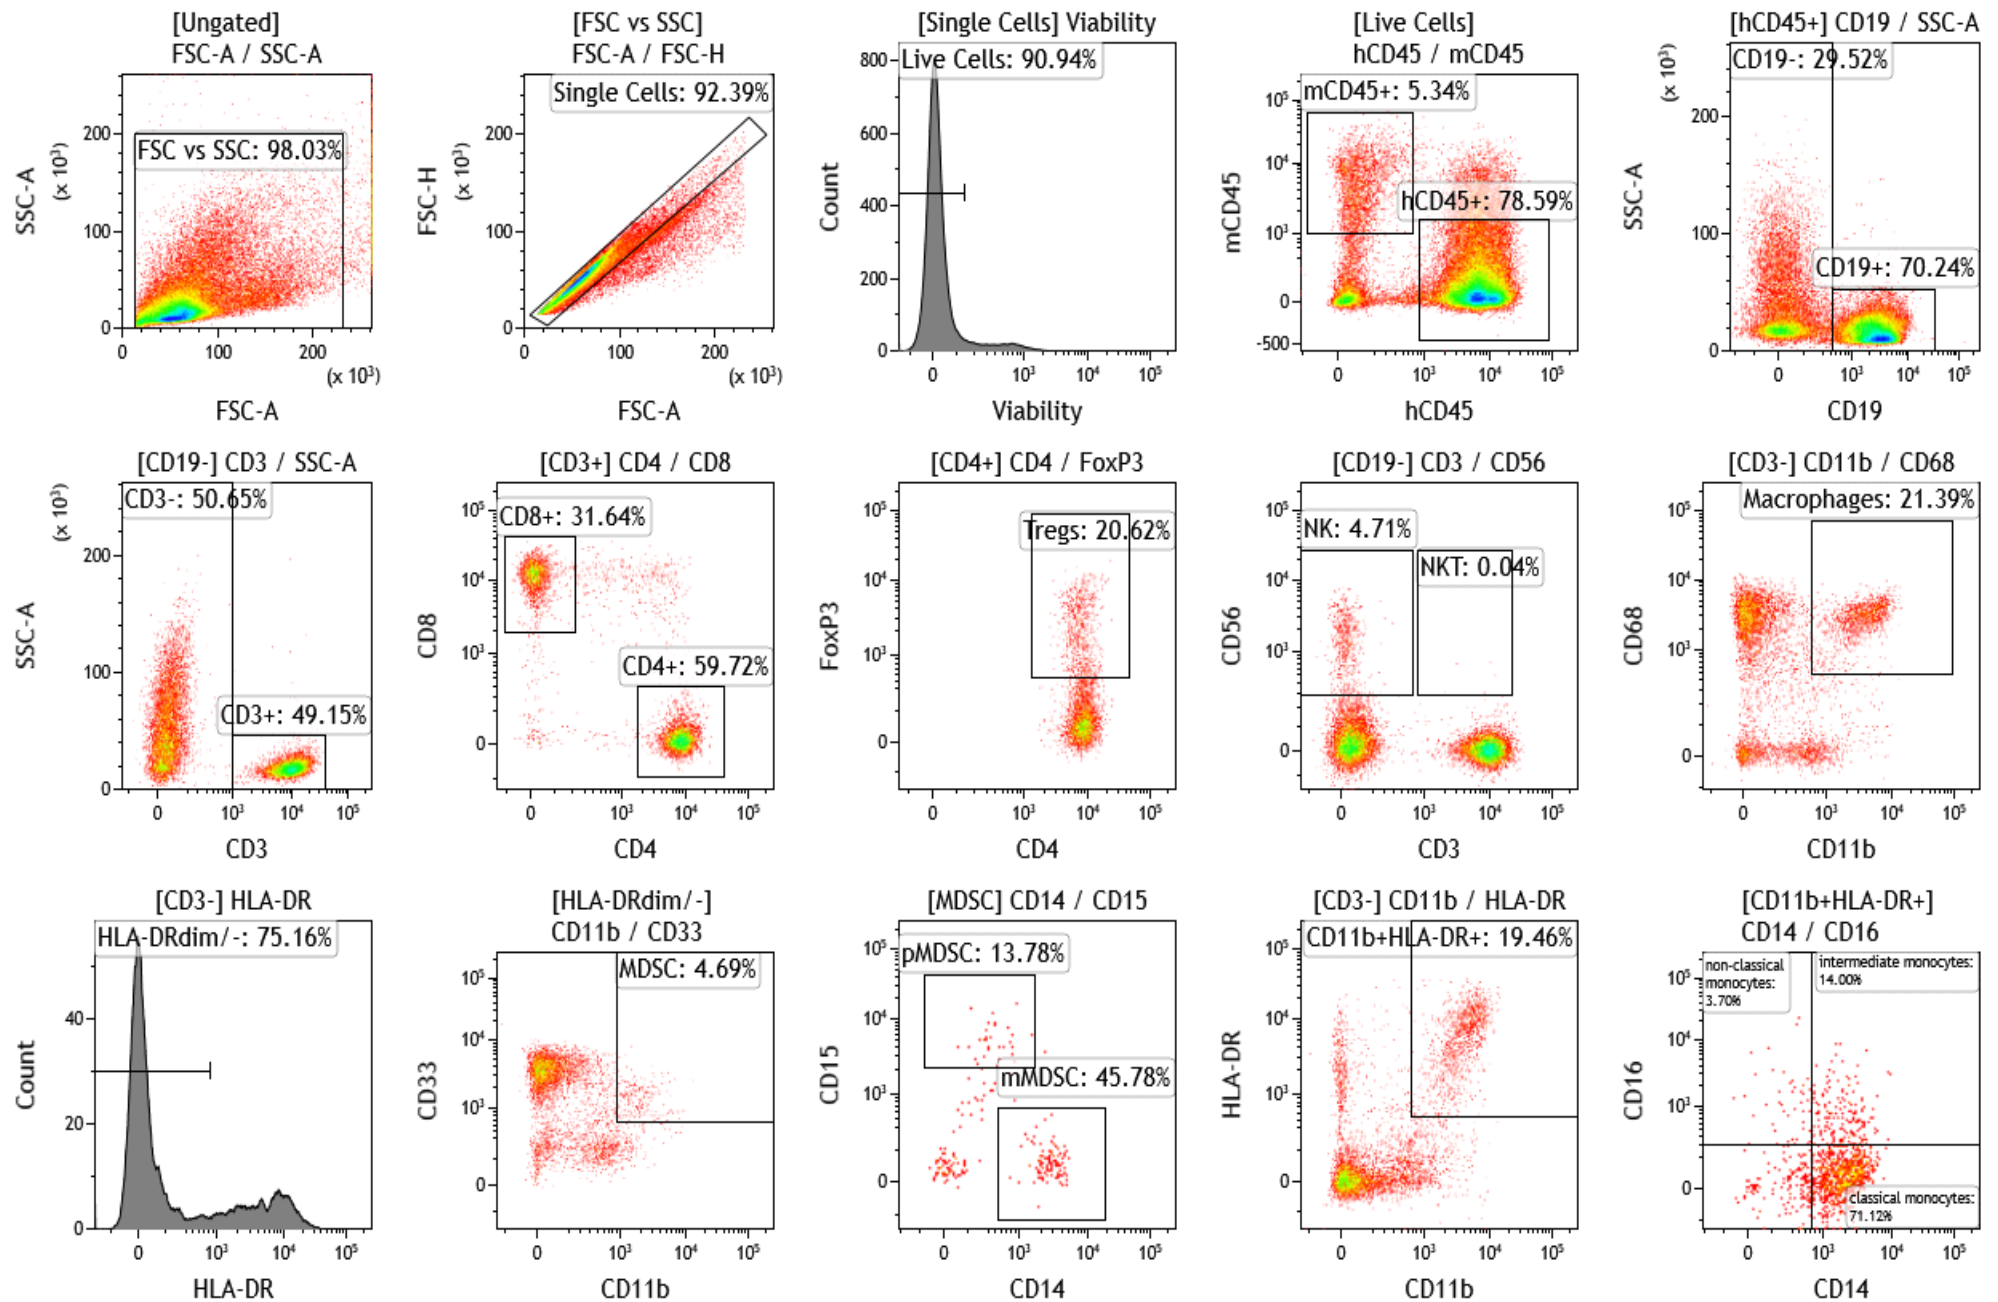 [Ungated]
FSC-A / SSC-A
FSC vs SSC: 98.03%
SSC-A
(x 10³)
200
100
0
0 100 200
(x 10³)
FSC-A
[FSC vs SSC]
FSC-A / FSC-H
Single Cells: 92.39%
FSC-H
(x 10³)
200
100
0
0 100 200
(x 10³)
FSC-A
[Single Cells] Viability
Live Cells: 90.94%
Count
800
600
400
200
0
0 10³ 10⁴ 10⁵
Viability
[Live Cells]
hCD45 / mCD45
mCD45+: 5.34%
hCD45+: 78.59%
mCD45
10⁵
10⁴
10³
0
-500
0 10³ 10⁴ 10⁵
hCD45
[hCD45+] CD19 / SSC-A
CD19-: 29.52%
CD19+: 70.24%
SSC-A
(x 10³)
200
100
0
0 10³ 10⁴ 10⁵
CD19
[CD19-] CD3 / SSC-A
CD3-: 50.65%
CD3+: 49.15%
SSC-A
(x 10³)
200
100
0
0 10³ 10⁴ 10⁵
CD3
[CD3+] CD4 / CD8
CD8+: 31.64%
CD4+: 59.72%
CD8
10⁵
10⁴
10³
0
0 10³ 10⁴ 10⁵
CD4
[CD4+] CD4 / FoxP3
Tregs: 20.62%
FoxP3
10⁵
10⁴
10³
0
0 10³ 10⁴ 10⁵
CD4
[CD19-] CD3 / CD56
NK: 4.71%
NKT: 0.04%
CD56
10⁵
10⁴
10³
0
0 10³ 10⁴ 10⁵
CD3
[CD3-] CD11b / CD68
Macrophages: 21.39%
CD68
10⁵
10⁴
10³
0
0 10³ 10⁴ 10⁵
CD11b
[CD3-] HLA-DR
HLA-DRdim/-: 75.16%
Count
40
20
0
0 10³ 10⁴ 10⁵
HLA-DR
[HLA-DRdim/-]
CD11b / CD33
MDSC: 4.69%
CD33
10⁵
10⁴
10³
0
0 10³ 10⁴ 10⁵
CD11b
[MDSC] CD14 / CD15
pMDSC: 13.78%
mMDSC: 45.78%
CD15
10⁵
10⁴
10³
0
0 10³ 10⁴ 10⁵
CD14
[CD3-] CD11b / HLA-DR
CD11b+HLA-DR+: 19.46%
HLA-DR
10⁵
10⁴
10³
0
0 10³ 10⁴ 10⁵
CD11b
[CD11b+HLA-DR+]
CD14 / CD16
non-classical
monocytes:
3.70%
intermediate monocytes:
14.00%
classical monocytes:
71.12%
CD16
10⁵
10⁴
10³
0
0 10³ 10⁴ 10⁵
CD14